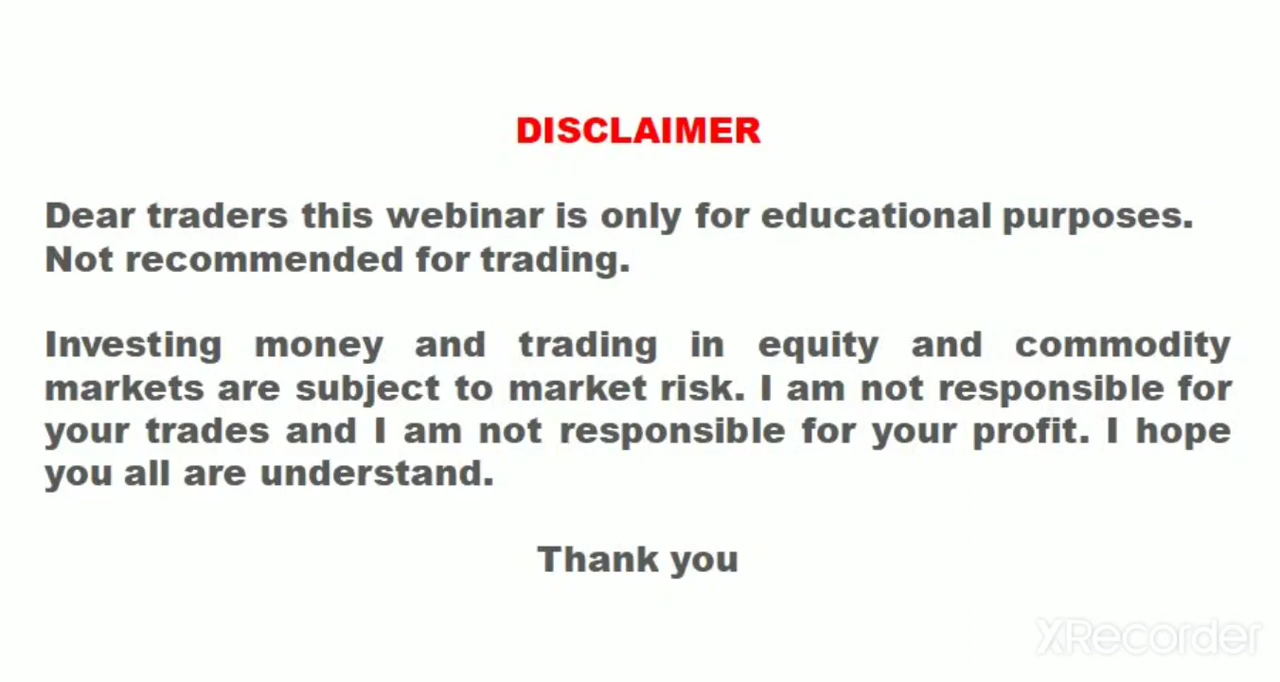 DISCLAIMER
Dear traders this webinar is only for educational purposes.
Not recommended for trading.
Investing money and trading in equity and commodity
markets are subject to market risk. I am not responsible for
your trades and I am not responsible for your profit. I hope
you all are understand.
Thank you
XRecorder